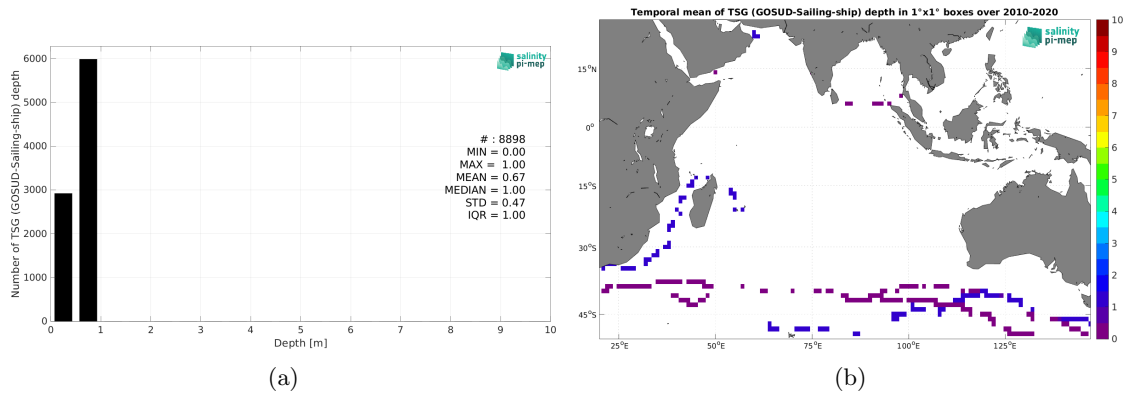 Number of TSG (GOSUD-Sailing-ship) depth
6000
5000
4000
3000
2000
1000
0
salinity
pi-mep
# : 8898
MIN = 0.00
MAX = 1.00
MEAN = 0.67
MEDIAN = 1.00
STD = 0.47
IQR = 1.00
0 1 2 3 4 5 6 7 8 9 10
Depth [m]
(a)
Temporal mean of TSG (GOSUD-Sailing-ship) depth in 1°x1° boxes over 2010-2020
salinity
pi-mep
15°N
0°
15°S
30°S
45°S
25°E 50°E 75°E 100°E 125°E
10
9
8
7
6
5
4
3
2
1
0
(b)